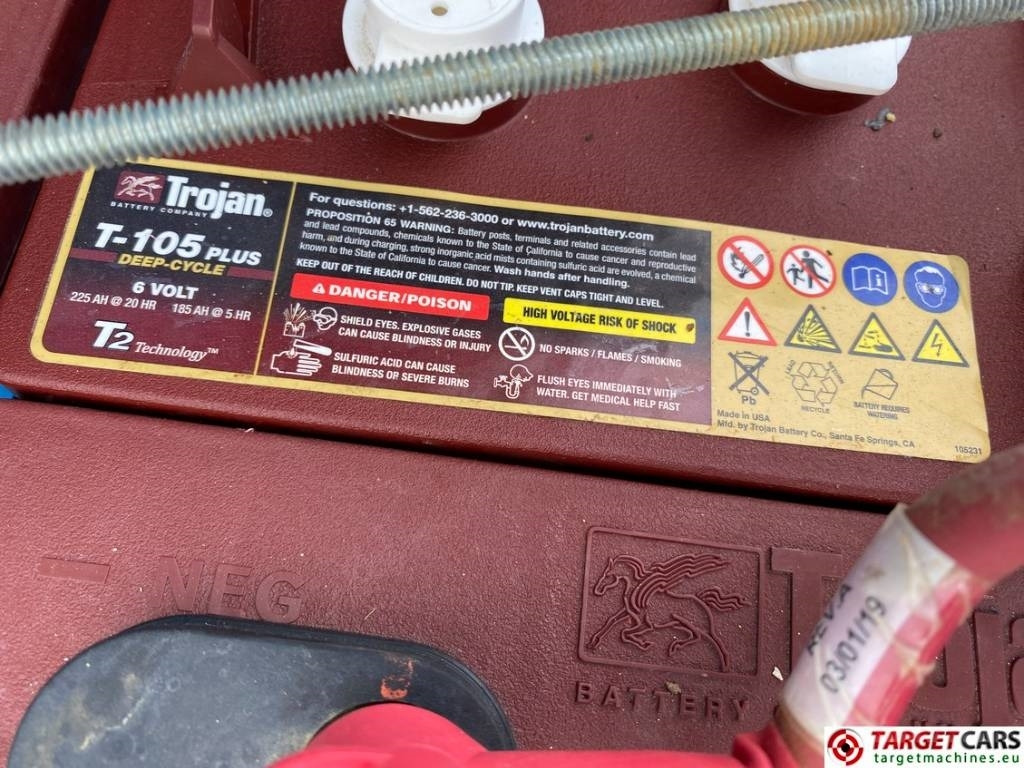 Trojan®
BATTERY COMPANY
T-105 PLUS
DEEP-CYCLE
6 VOLT
225 AH @ 20 HR 185 AH @ 5 HR
T2 Technology™
For questions: +1-562-236-3000 or www.trojanbattery.com
PROPOSITION 65 WARNING: Battery posts, terminals and related accessories contain lead
and lead compounds, chemicals known to the State of California to cause cancer and reproductive
harm, and during charging, strong inorganic acid mists containing sulfuric acid are evolved, a chemical
known to the State of California to cause cancer. Wash hands after handling.
KEEP OUT OF THE REACH OF CHILDREN. DO NOT TIP. KEEP VENT CAPS TIGHT AND LEVEL.
DANGER/POISON
HIGH VOLTAGE RISK OF SHOCK
SHIELD EYES. EXPLOSIVE GASES
CAN CAUSE BLINDNESS OR INJURY
NO SPARKS / FLAMES / SMOKING
SULFURIC ACID CAN CAUSE
BLINDNESS OR SEVERE BURNS
FLUSH EYES IMMEDIATELY WITH
WATER. GET MEDICAL HELP FAST
Pb
RECYCLE
BATTERY REQUIRES
WATERING
Made in USA
Mfd. by Trojan Battery Co., Santa Fe Springs, CA
105231
NEG
BATTERY
REV A
03/01/19
TARGETCARS
targetmachines.eu